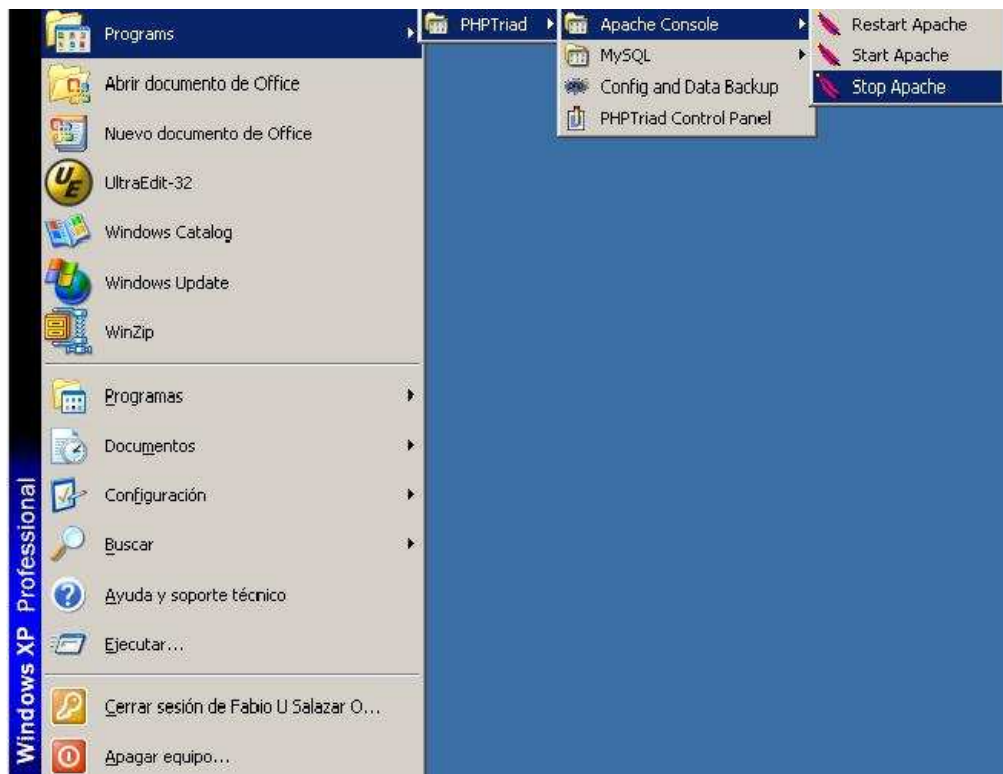 Programs
Abrir documento de Office
Nuevo documento de Office
UltraEdit-32
Windows Catalog
Windows Update
WinZip
Programas
Documentos
Configuración
Buscar
Ayuda y soporte técnico
Ejecutar...
Cerrar sesión de Fabio U Salazar O...
Apagar equipo...
Windows XP Professional
PHPTriad
Apache Console
MySQL
Config and Data Backup
PHPTriad Control Panel
Restart Apache
Start Apache
Stop Apache
UE